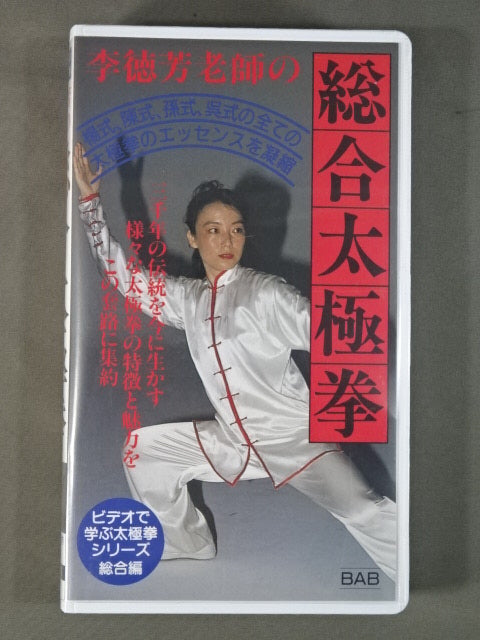 李徳芳老師の
総合太極拳
楊式、陳式、孫式、呉式の全ての
太極拳のエッセンスを凝縮
二千年の伝統を今に生かす
様々な太極拳の特徴と魅力を
この套路に集約
ビデオで
学ぶ太極拳
シリーズ
総合編
BAB